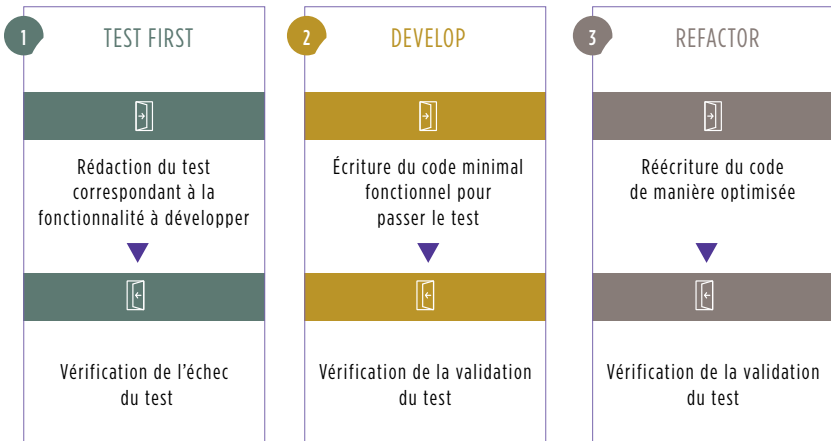 1
TEST FIRST
Rédaction du test
correspondant à la
fonctionnalité à développer
Vérification de l’échec
du test
2
DEVELOP
Écriture du code minimal
fonctionnel pour
passer le test
Vérification de la validation
du test
3
REFACTOR
Réécriture du code
de manière optimisée
Vérification de la validation
du test